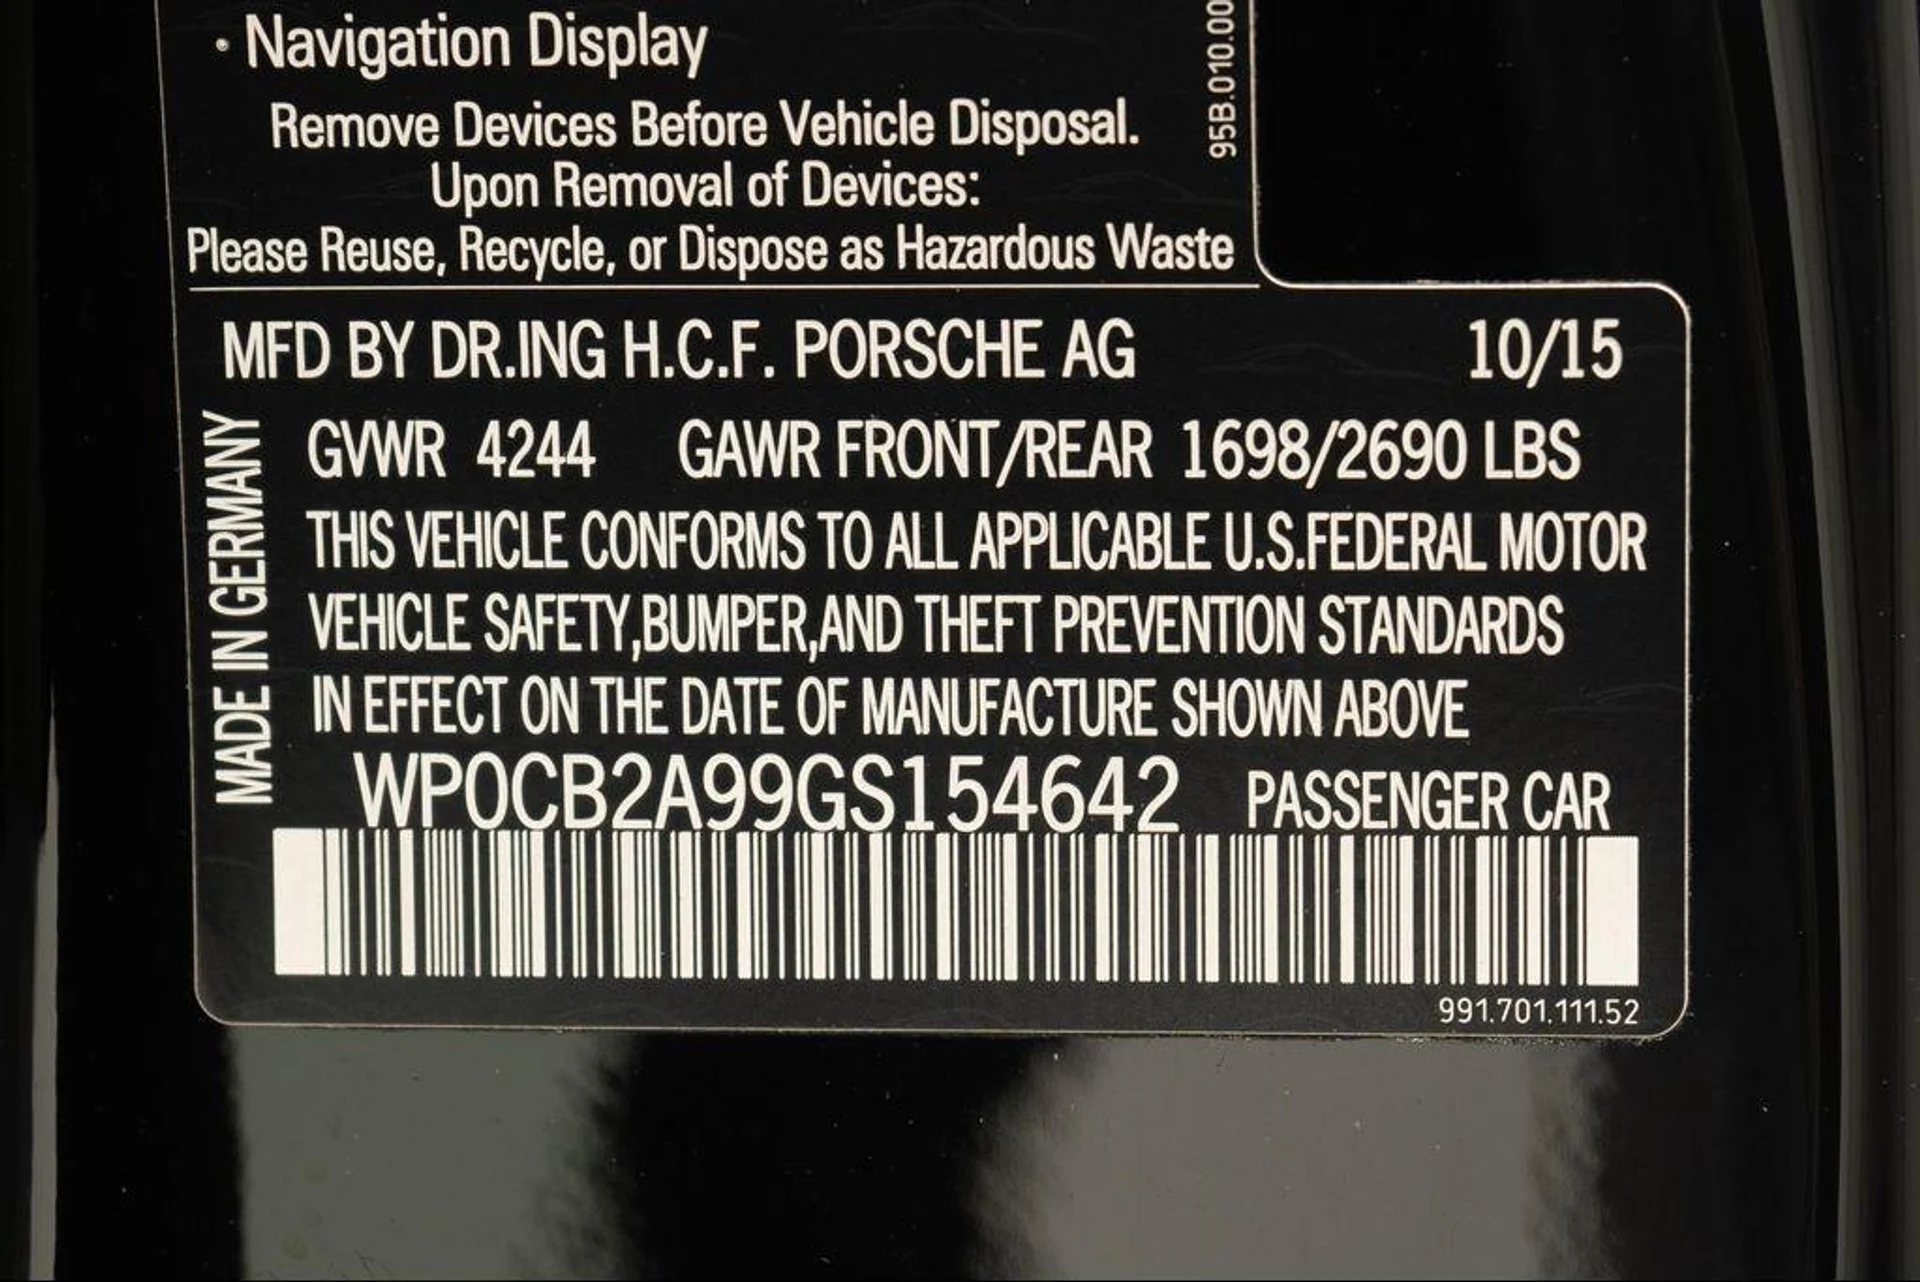 • Navigation Display
Remove Devices Before Vehicle Disposal.
Upon Removal of Devices:
Please Reuse, Recycle, or Dispose as Hazardous Waste
95B.010.00
MFD BY DR.ING H.C.F. PORSCHE AG 10/15
MADE IN GERMANY
GVWR 4244 GAWR FRONT/REAR 1698/2690 LBS
THIS VEHICLE CONFORMS TO ALL APPLICABLE U.S.FEDERAL MOTOR
VEHICLE SAFETY,BUMPER,AND THEFT PREVENTION STANDARDS
IN EFFECT ON THE DATE OF MANUFACTURE SHOWN ABOVE
WP0CB2A99GS154642 PASSENGER CAR
991.701.111.52